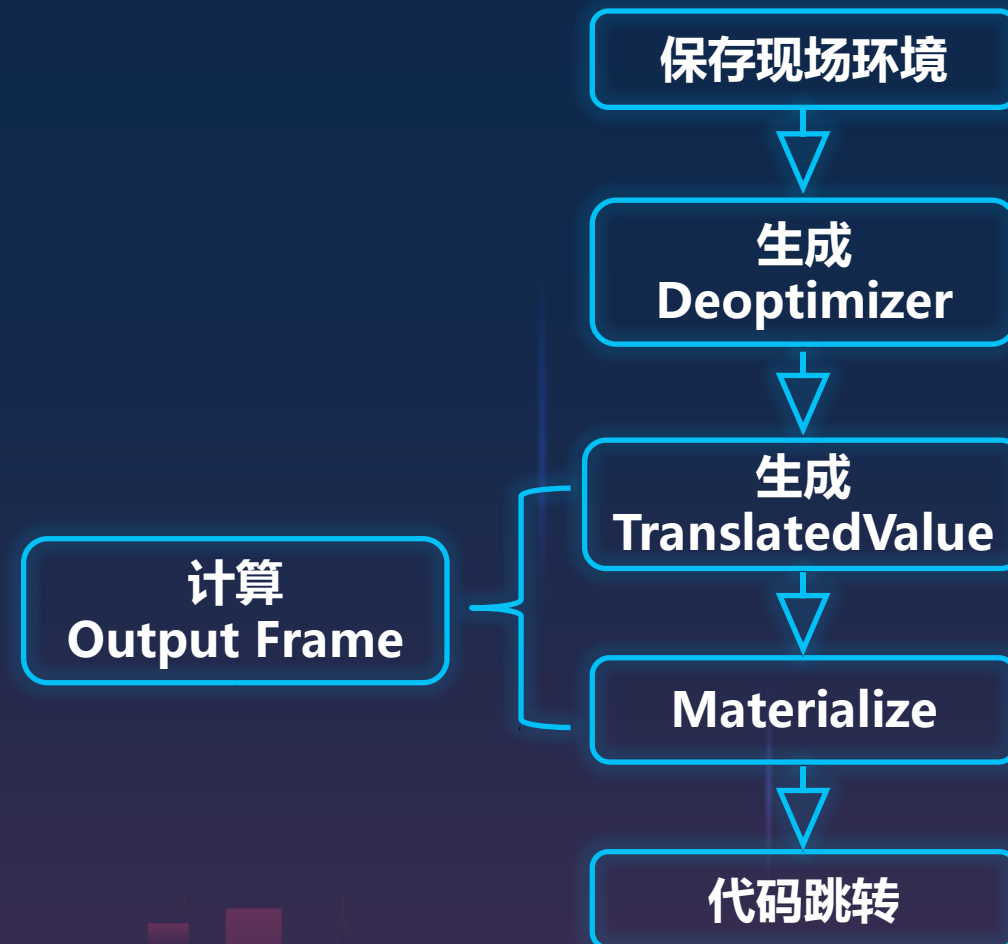 保存现场环境
生成
Deoptimizer
生成
TranslatedValue
计算
Output Frame
Materialize
代码跳转